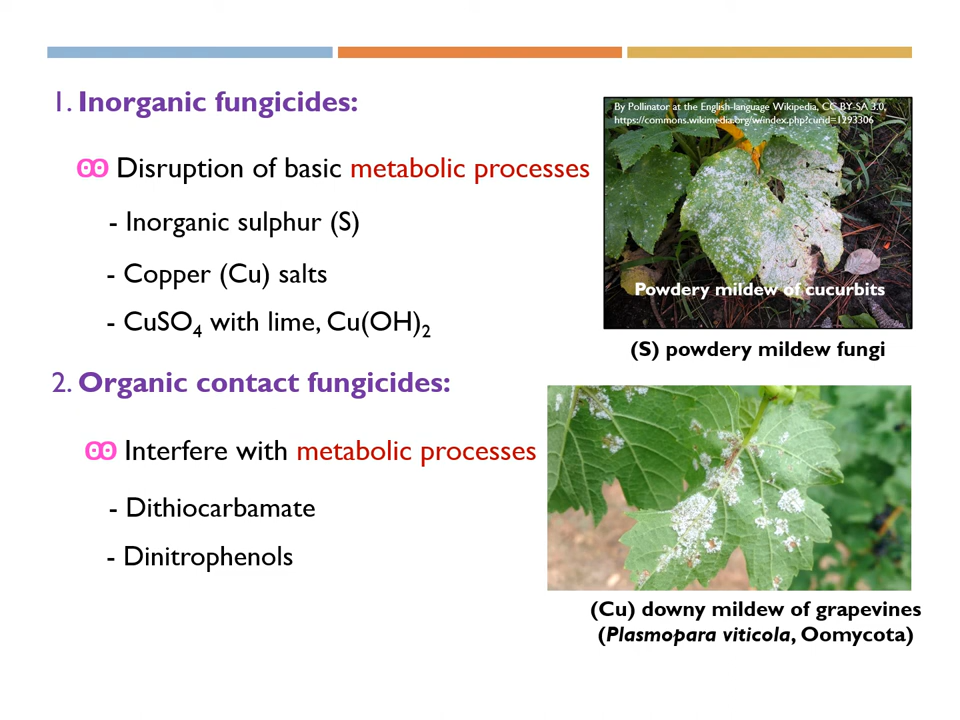 1. Inorganic fungicides:
Disruption of basic metabolic processes
- Inorganic sulphur (S)
- Copper (Cu) salts
- CuSO₄ with lime, Cu(OH)₂
2. Organic contact fungicides:
Interfere with metabolic processes
- Dithiocarbamate
- Dinitrophenols
By Pollinator at the English-language Wikipedia, CC BY-SA 3.0,
https://commons.wikimedia.org/w/index.php?curid=1293306
Powdery mildew of cucurbits
(S) powdery mildew fungi
(Cu) downy mildew of grapevines
(Plasmopara viticola, Oomycota)